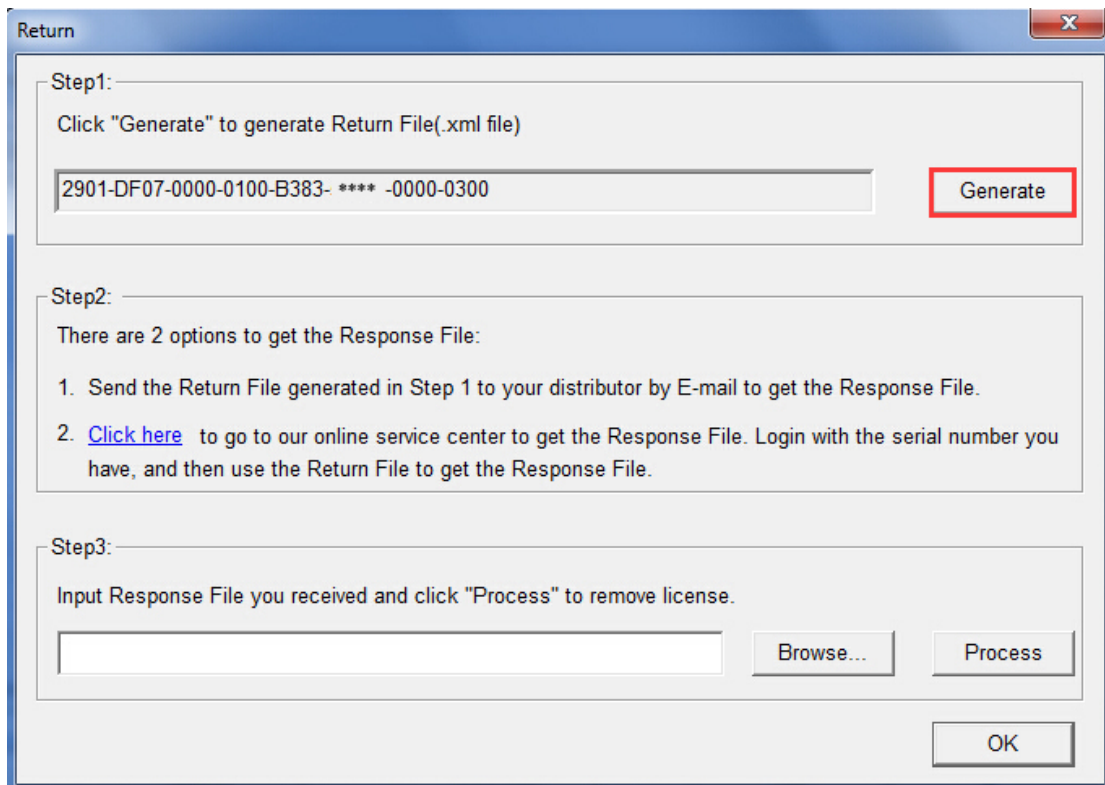 Return
Step1:
Click "Generate" to generate Return File(.xml file)
2901-DF07-0000-0100-B383- **** -0000-0300
Generate
Step2:
There are 2 options to get the Response File:
1. Send the Return File generated in Step 1 to your distributor by E-mail to get the Response File.
2. Click here to go to our online service center to get the Response File. Login with the serial number you
have, and then use the Return File to get the Response File.
Step3:
Input Response File you received and click "Process" to remove license.
Browse...
Process
OK